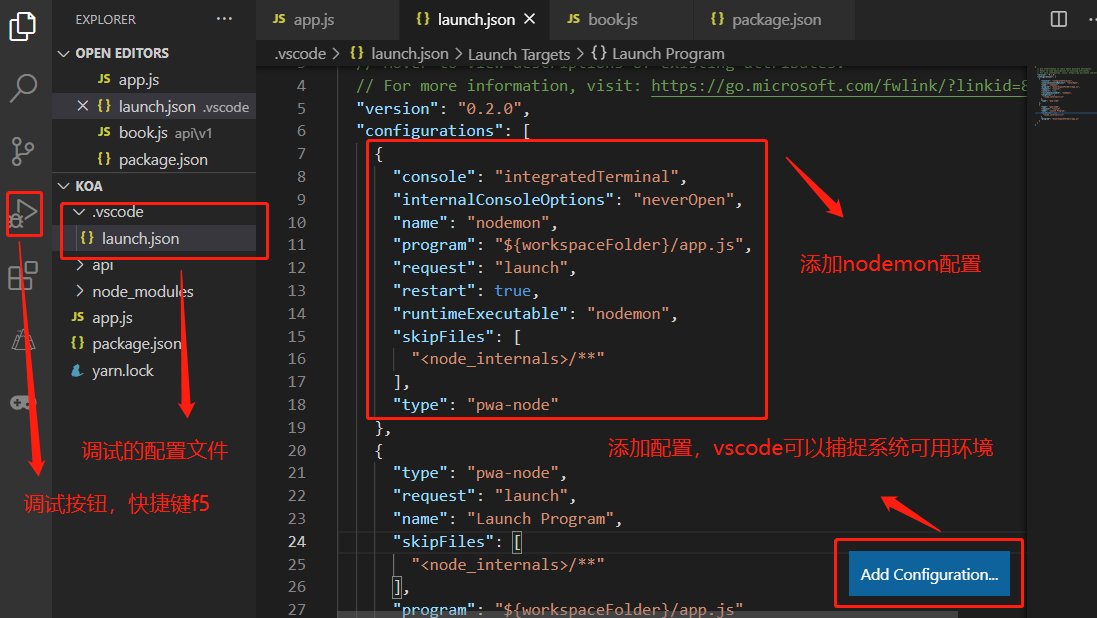 EXPLORER ...
OPEN EDITORS
JS app.js
× {} launch.json .vscode
JS book.js api\v1
{} package.json
KOA
.vscode
{} launch.json
api
node_modules
JS app.js
{} package.json
yarn.lock
调试的配置文件
调试按钮，快捷键f5
JS app.js
{} launch.json ×
JS book.js
{} package.json
.vscode > {} launch.json > Launch Targets > {} Launch Program
4 // For more information, visit: https://go.microsoft.com/fwlink/?linkid=8
5 "version": "0.2.0",
6 "configurations": [
7 {
8 "console": "integratedTerminal",
9 "internalConsoleOptions": "neverOpen",
10 "name": "nodemon",
11 "program": "${workspaceFolder}/app.js",
12 "request": "launch",
13 "restart": true,
14 "runtimeExecutable": "nodemon",
15 "skipFiles": [
16 "<node_internals>/**"
17 ],
18 "type": "pwa-node"
19 },
20 {
21 "type": "pwa-node",
22 "request": "launch",
23 "name": "Launch Program",
24 "skipFiles": [
25 "<node_internals>/**"
26 ],
27 "program": "${workspaceFolder}/app.js"
添加nodemon配置
添加配置，vscode可以捕捉系统可用环境
Add Configuration...